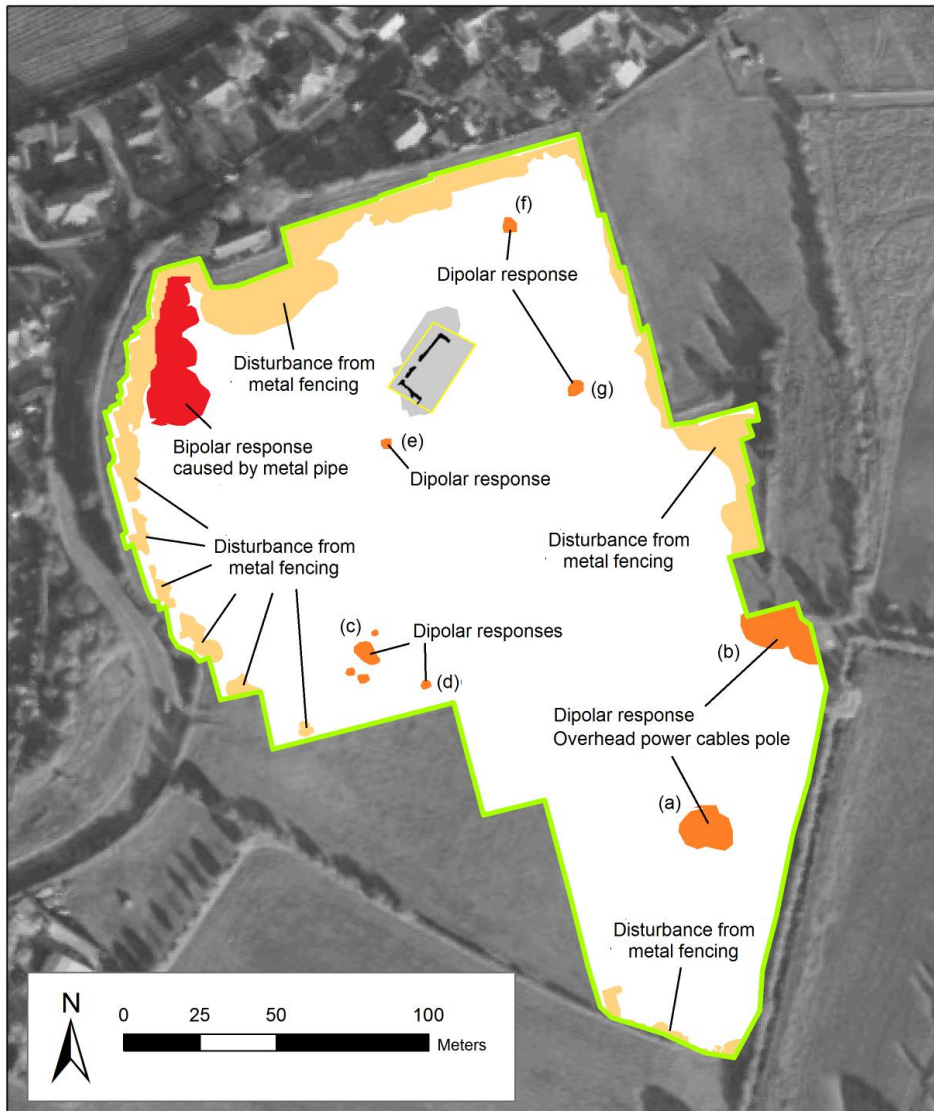 (f)
Dipolar response
Disturbance from
metal fencing
(g)
Bipolar response
caused by metal pipe
(e)
Dipolar response
Disturbance from
metal fencing
Disturbance from
metal fencing
(c)
Dipolar responses
(b)
(d)
Dipolar response
Overhead power cables pole
(a)
Disturbance from
metal fencing
N
0 25 50 100
Meters